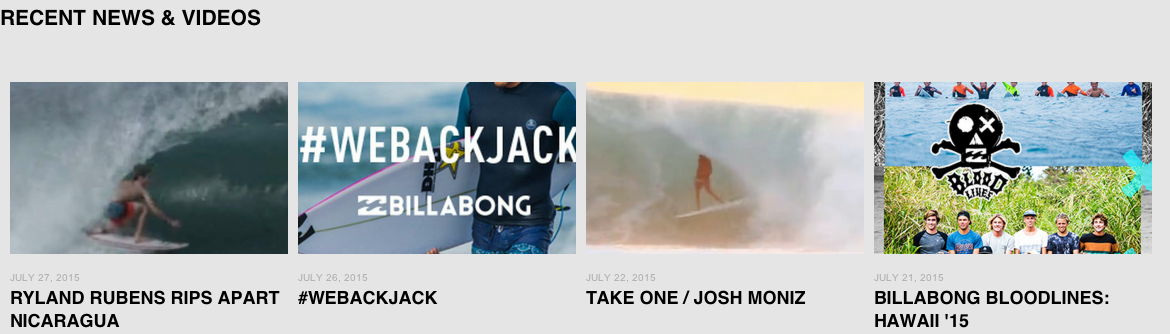 RECENT NEWS & VIDEOS
#WEBACKJACK
DHD
BILLABONG
BLOOD
LINES
JULY 27, 2015
RYLAND RUBENS RIPS APART
NICARAGUA
JULY 26, 2015
#WEBACKJACK
JULY 22, 2015
TAKE ONE / JOSH MONIZ
JULY 21, 2015
BILLABONG BLOODLINES:
HAWAII '15